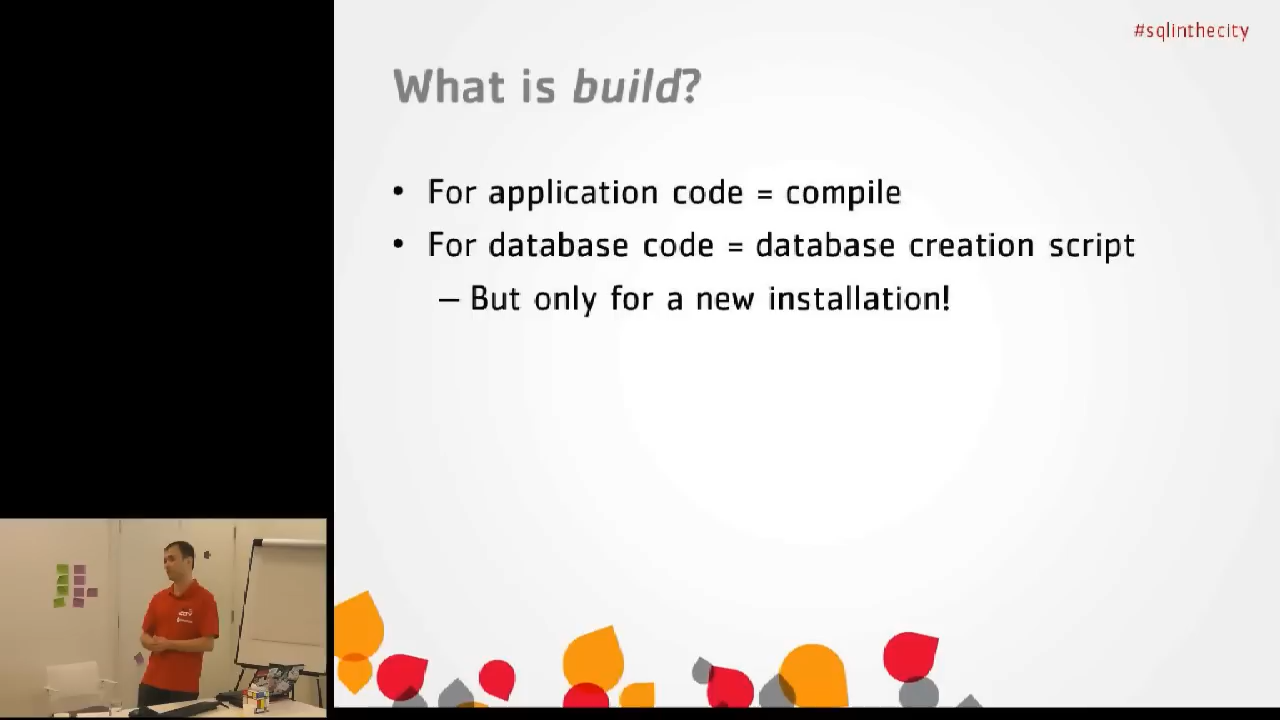 #sqlinthecity
What is build?
• For application code = compile
• For database code = database creation script
– But only for a new installation!